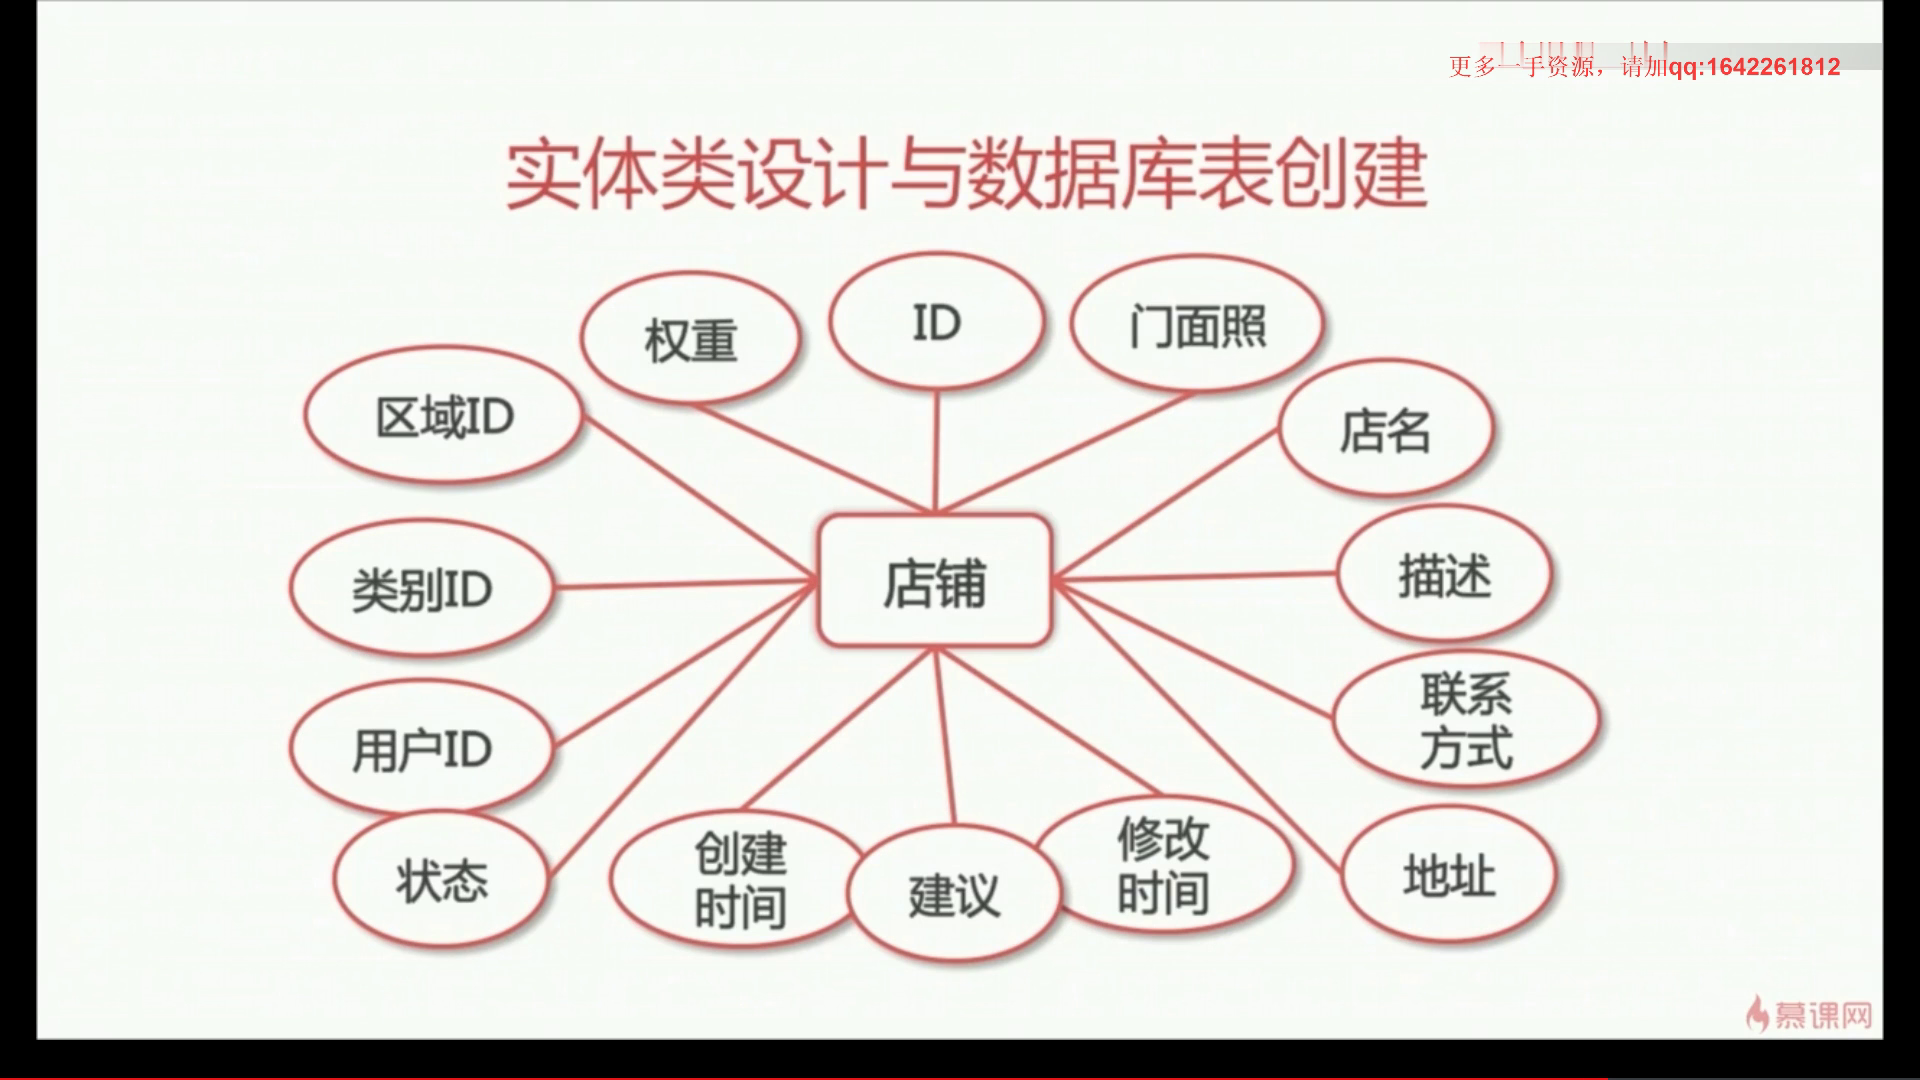 更多一手资源，请加qq:1642261812
实体类设计与数据库表创建
权重
ID
门面照
区域ID
店名
类别ID
店铺
描述
用户ID
联系
方式
状态
创建
时间
建议
修改
时间
地址
慕课网